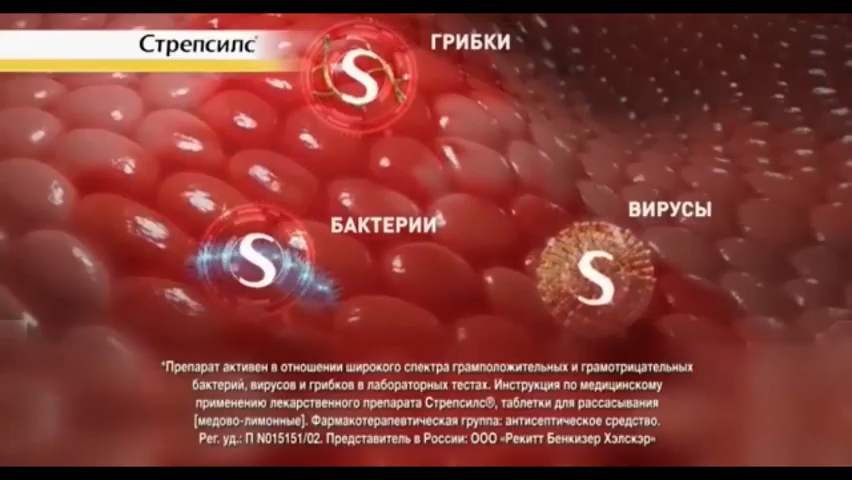 Стрепсилс®
ГРИБКИ
S
БАКТЕРИИ*
ВИРУСЫ
S
S
*Препарат активен в отношении широкого спектра грамположительных и грамотрицательных
бактерий, вирусов и грибков в лабораторных тестах. Инструкция по медицинскому
применению лекарственного препарата Стрепсилс®, таблетки для рассасывания
[медово-лимонные]. Фармакотерапевтическая группа: антисептическое средство.
Рег. уд.: П N015151/02. Представитель в России: ООО «Рекитт Бенкизер Хэлскэр»